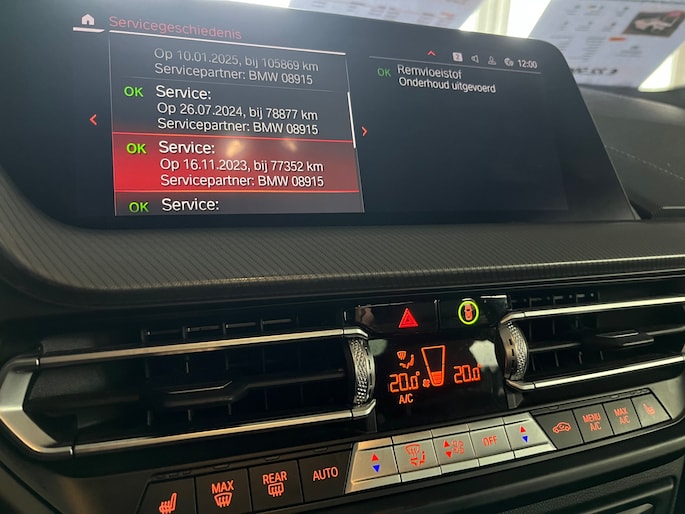 Servicegeschiedenis
Op 10.01.2025, bij 105869 km
Servicepartner: BMW 08915
OK Service:
Op 26.07.2024, bij 78877 km
Servicepartner: BMW 08915
OK Service:
Op 16.11.2023, bij 77352 km
Servicepartner: BMW 08915
OK Service:
2 12:00
OK Remvloeistof
Onderhoud uitgevoerd
20.0° 20.0°
A/C
MAX
REAR
AUTO
OFF
MENU
A/C
MAX
A/C